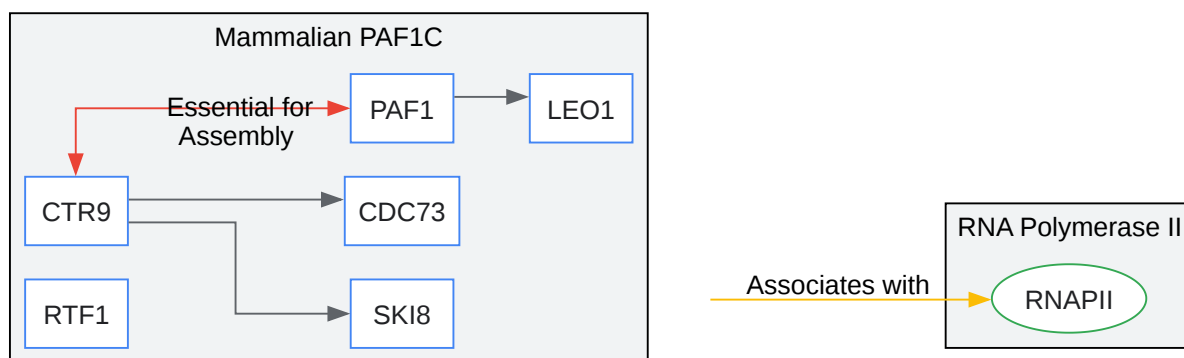 Mammalian PAF1C
Essential for
Assembly
PAF1
LEO1
CTR9
CDC73
RTF1
SKI8
RNA Polymerase II
Associates with
RNAPII